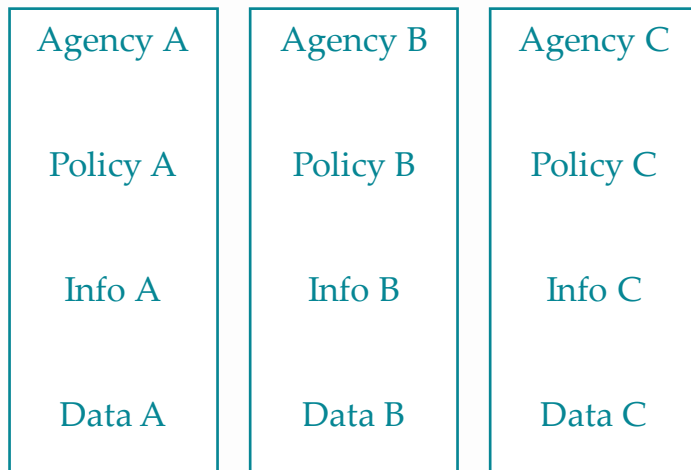 Agency A
Policy A
Info A
Data A
Agency B
Policy B
Info B
Data B
Agency C
Policy C
Info C
Data C